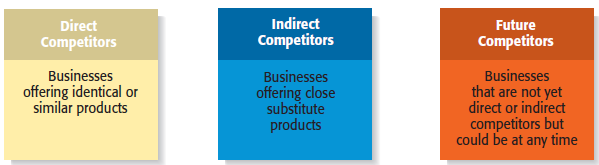 Direct
Competitors
Businesses
offering identical or
similar products
Indirect
Competitors
Businesses
offering close
substitute
products
Future
Competitors
Businesses
that are not yet
direct or indirect
competitors but
could be at any time